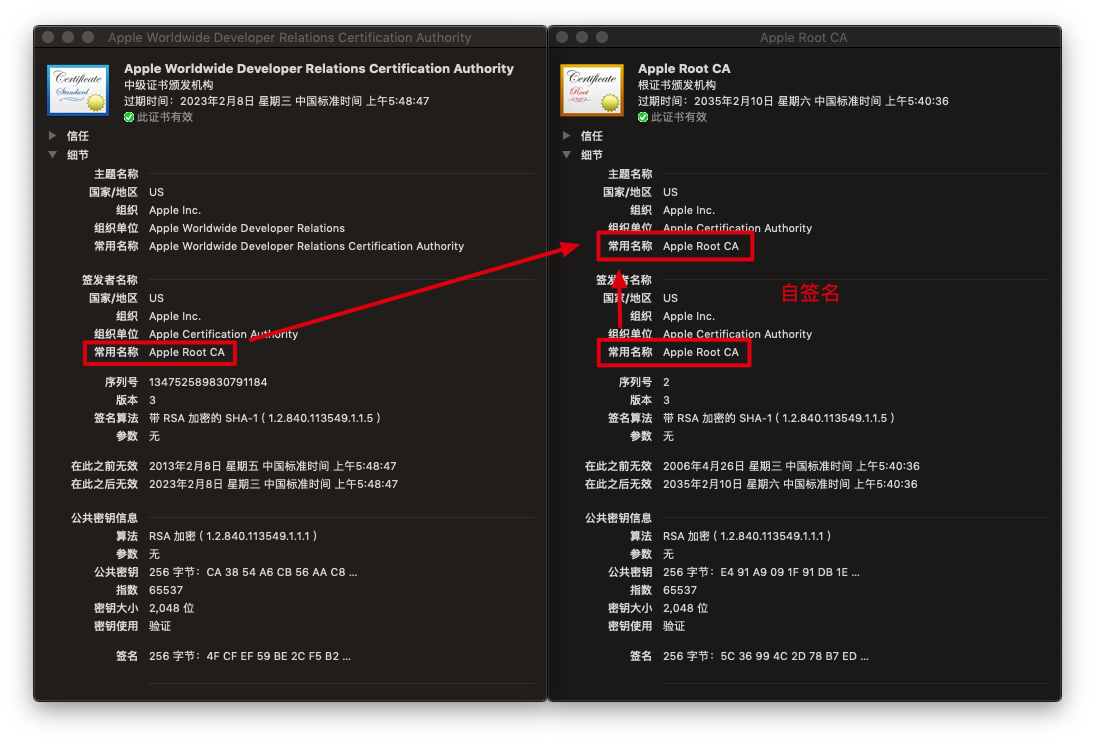 Apple Worldwide Developer Relations Certification Authority
Certificate
Standard
Apple Worldwide Developer Relations Certification Authority
中级证书颁发机构
过期时间：2023年2月8日 星期三 中国标准时间 上午5:48:47
此证书有效
信任
细节
主题名称
国家/地区 US
组织 Apple Inc.
组织单位 Apple Worldwide Developer Relations
常用名称 Apple Worldwide Developer Relations Certification Authority
签发者名称
国家/地区 US
组织 Apple Inc.
组织单位 Apple Certification Authority
常用名称 Apple Root CA
序列号 134752589830791184
版本 3
签名算法 带 RSA 加密的 SHA-1 ( 1.2.840.113549.1.1.5 )
参数 无
在此之前无效 2013年2月8日 星期五 中国标准时间 上午5:48:47
在此之后无效 2023年2月8日 星期三 中国标准时间 上午5:48:47
公共密钥信息
算法 RSA 加密 ( 1.2.840.113549.1.1.1 )
参数 无
公共密钥 256 字节：CA 38 54 A6 CB 56 AA C8 ...
指数 65537
密钥大小 2,048 位
密钥使用 验证
签名 256 字节：4F CF EF 59 BE 2C F5 B2 ...
Apple Root CA
Certificate
Root
Apple Root CA
根证书颁发机构
过期时间：2035年2月10日 星期六 中国标准时间 上午5:40:36
此证书有效
信任
细节
主题名称
国家/地区 US
组织 Apple Inc.
组织单位 Apple Certification Authority
常用名称 Apple Root CA
签发者名称
自签名
国家/地区 US
组织 Apple Inc.
组织单位 Apple Certification Authority
常用名称 Apple Root CA
序列号 2
版本 3
签名算法 带 RSA 加密的 SHA-1 ( 1.2.840.113549.1.1.5 )
参数 无
在此之前无效 2006年4月26日 星期三 中国标准时间 上午5:40:36
在此之后无效 2035年2月10日 星期六 中国标准时间 上午5:40:36
公共密钥信息
算法 RSA 加密 ( 1.2.840.113549.1.1.1 )
参数 无
公共密钥 256 字节：E4 91 A9 09 1F 91 DB 1E ...
指数 65537
密钥大小 2,048 位
密钥使用 验证
签名 256 字节：5C 36 99 4C 2D 78 B7 ED ...